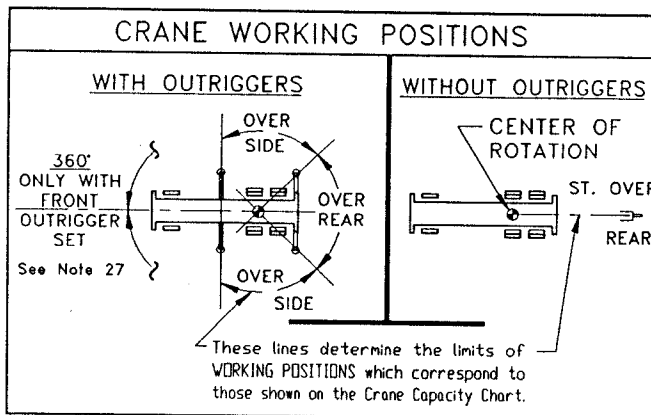 CRANE WORKING POSITIONS
WITH OUTRIGGERS
OVER
SIDE
360°
ONLY WITH
FRONT
OUTRIGGER
SET
See Note 27
OVER
REAR
OVER
SIDE
WITHOUT OUTRIGGERS
CENTER OF
ROTATION
ST. OVER
REAR
These lines determine the limits of
WORKING POSITIONS which correspond to
those shown on the Crane Capacity Chart.